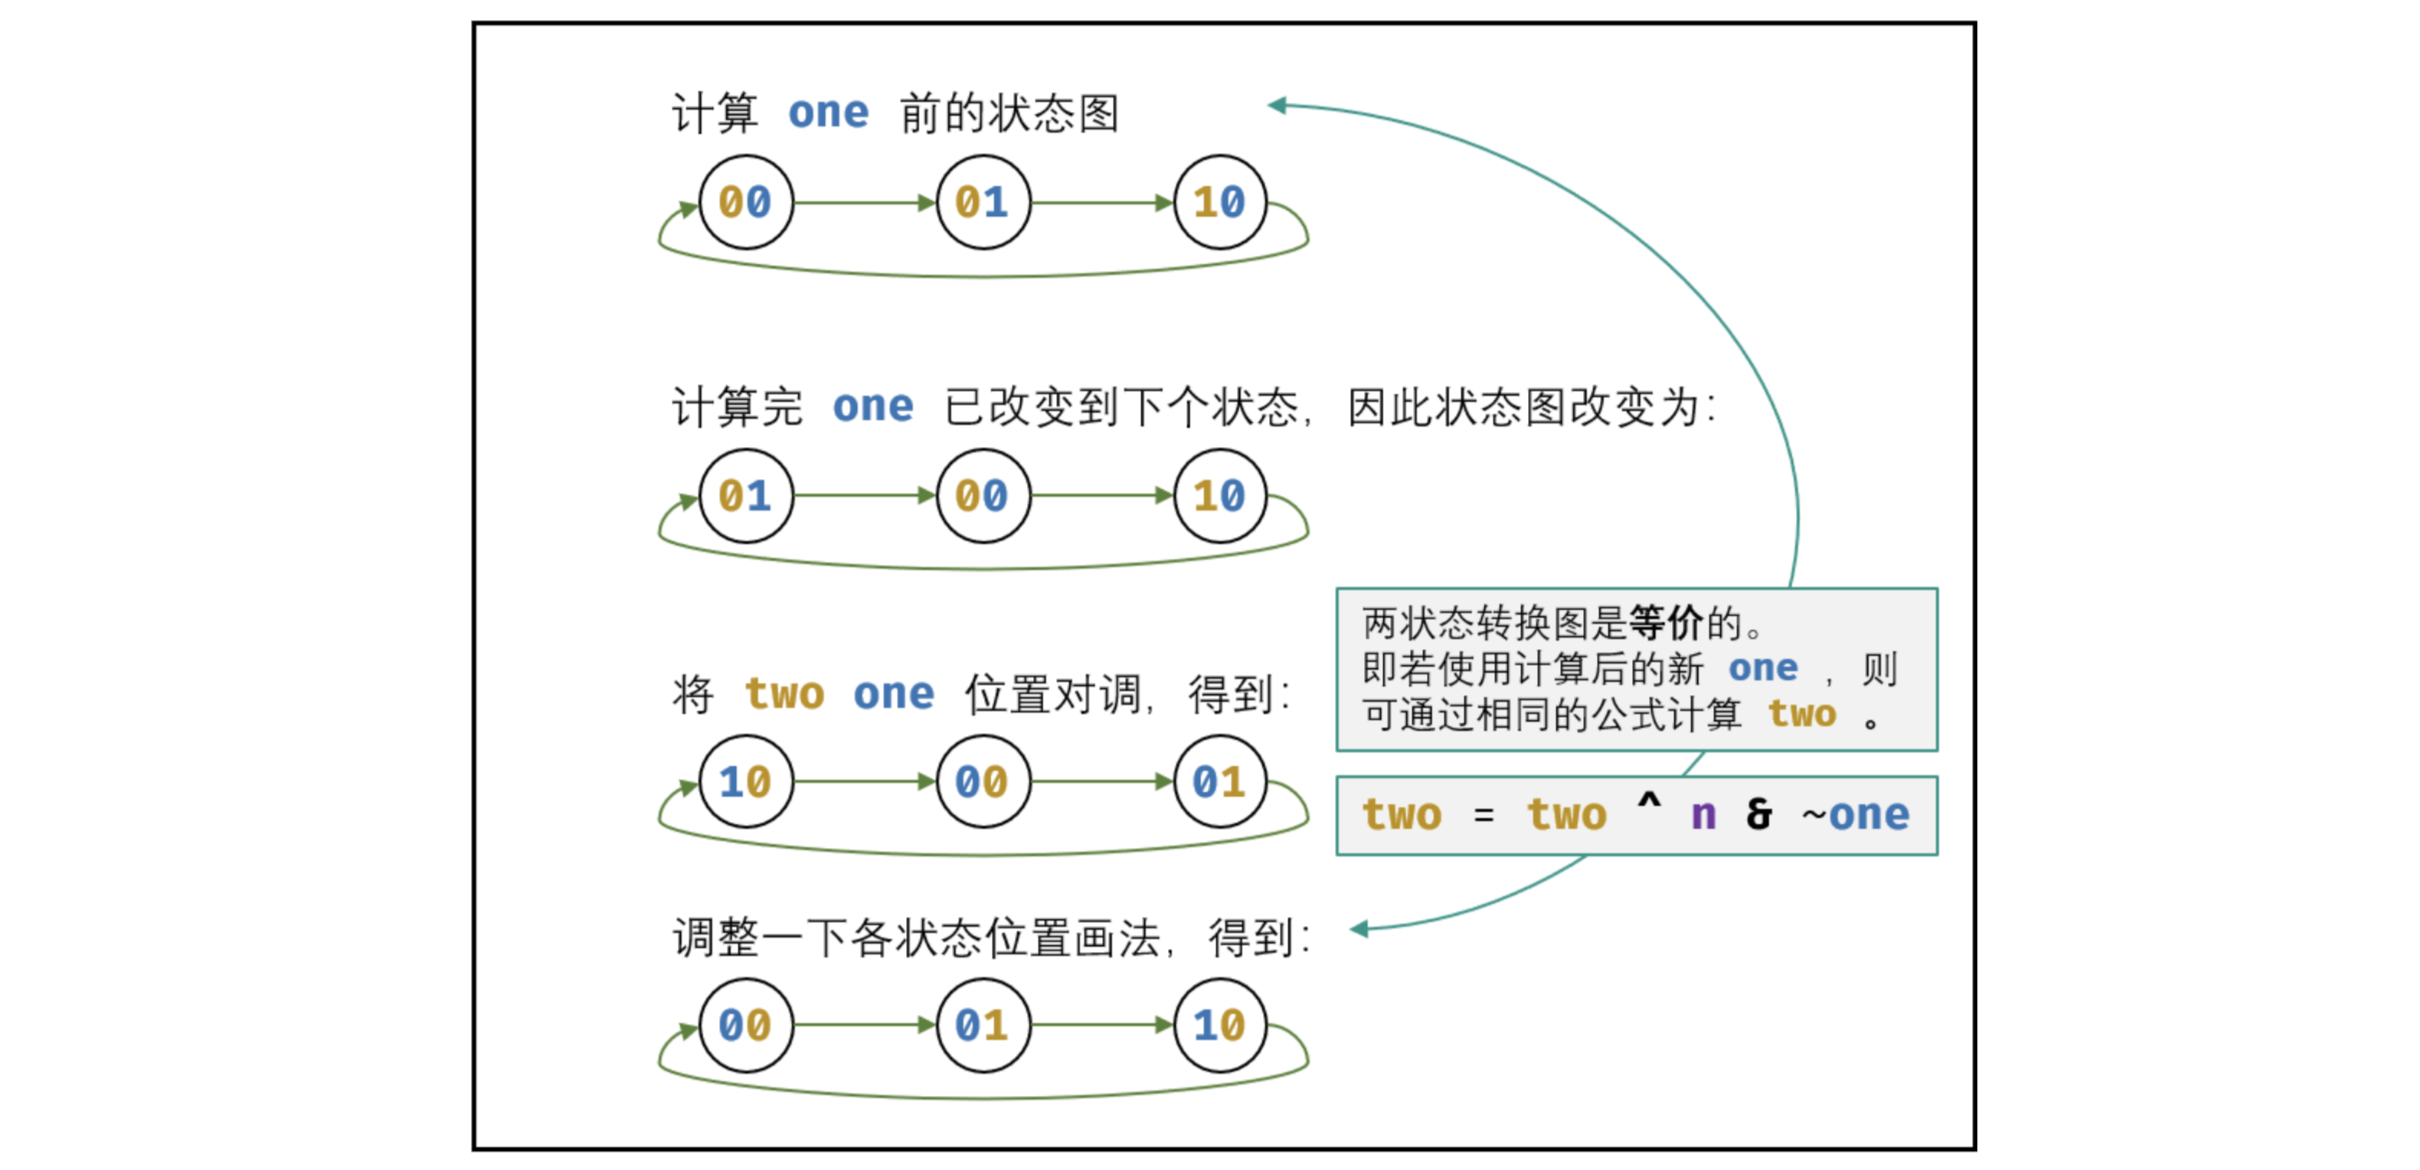 计算 one 前的状态图
00 01 10
计算完 one 已改变到下个状态，因此状态图改变为：
01 00 10
将 two one 位置对调，得到：
10 00 01
两状态转换图是等价的。
即若使用计算后的新 one ，则
可通过相同的公式计算 two 。
two = two ^ n & ~one
调整一下各状态位置画法，得到：
00 01 10